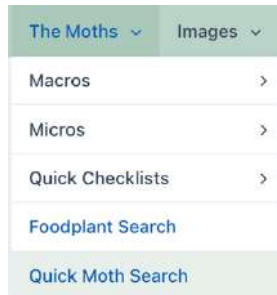 The Moths Images
Macros
Micros
Quick Checklists
Foodplant Search
Quick Moth Search